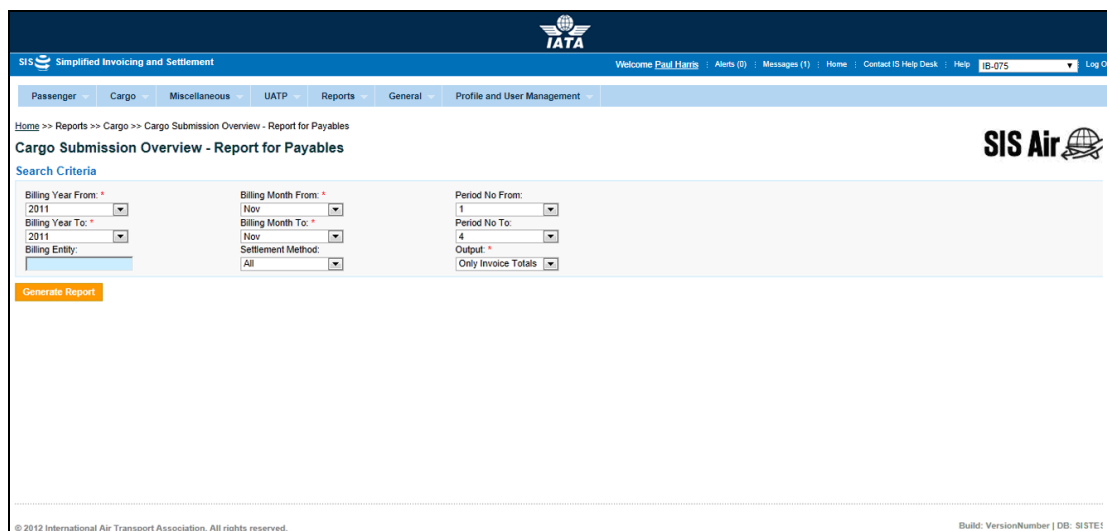 IATA
SIS Simplified Invoicing and Settlement
Welcome Paul Harris : Alerts (0) : Messages (1) : Home : Contact IS Help Desk : Help IB-075 Log O
Passenger Cargo Miscellaneous UATP Reports General Profile and User Management
Home >> Reports >> Cargo >> Cargo Submission Overview - Report for Payables
Cargo Submission Overview - Report for Payables
SIS Air
Search Criteria
Billing Year From: * Billing Month From: * Period No From:
2011 Nov 1
Billing Year To: * Billing Month To: * Period No To:
2011 Nov 4
Billing Entity: Settlement Method: Output: *
All Only Invoice Totals
Generate Report
© 2012 International Air Transport Association. All rights reserved.
Build: VersionNumber | DB: SISTES